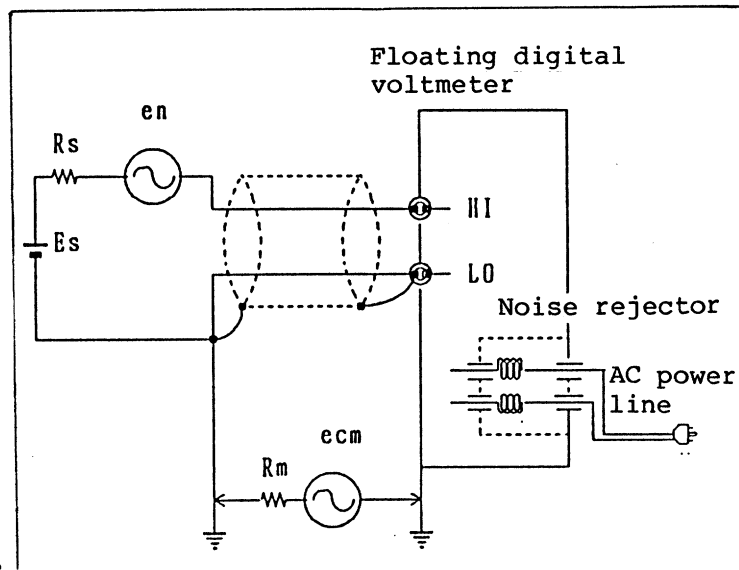 Floating digital
voltmeter
en
Rs
HI
Es
LO
Noise rejector
AC power
line
ecm
Rm